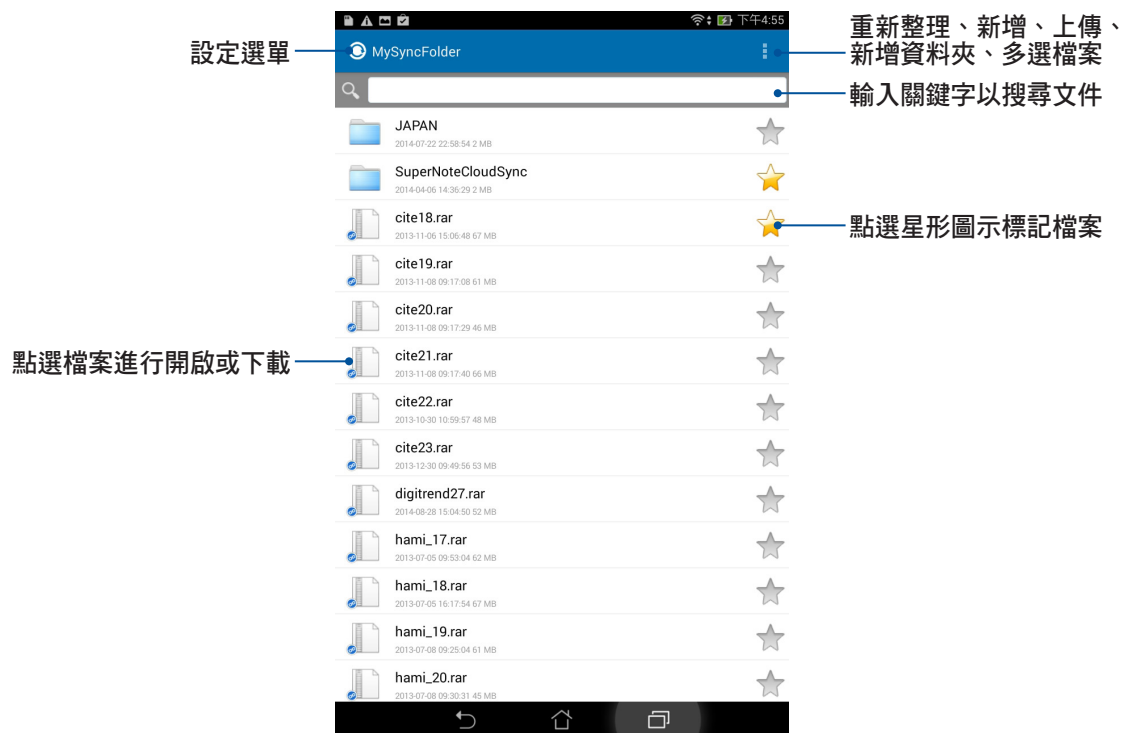 下午4:55
設定選單
MySyncFolder
重新整理、新增、上傳、
新增資料夾、多選檔案
輸入關鍵字以搜尋文件
JAPAN
2014-07-22 22:58:54 2 MB
SuperNoteCloudSync
2014-04-06 14:36:29 2 MB
cite18.rar
2013-11-06 15:06:48 67 MB
點選星形圖示標記檔案
cite19.rar
2013-11-08 09:17:08 61 MB
cite20.rar
2013-11-08 09:17:29 46 MB
點選檔案進行開啟或下載
cite21.rar
2013-11-08 09:17:40 66 MB
cite22.rar
2013-10-30 10:59:57 48 MB
cite23.rar
2013-12-30 09:49:56 53 MB
digitrend27.rar
2014-08-28 15:04:50 52 MB
hami_17.rar
2013-07-05 09:53:04 62 MB
hami_18.rar
2013-07-05 16:17:54 67 MB
hami_19.rar
2013-07-08 09:25:04 61 MB
hami_20.rar
2013-07-08 09:30:31 45 MB